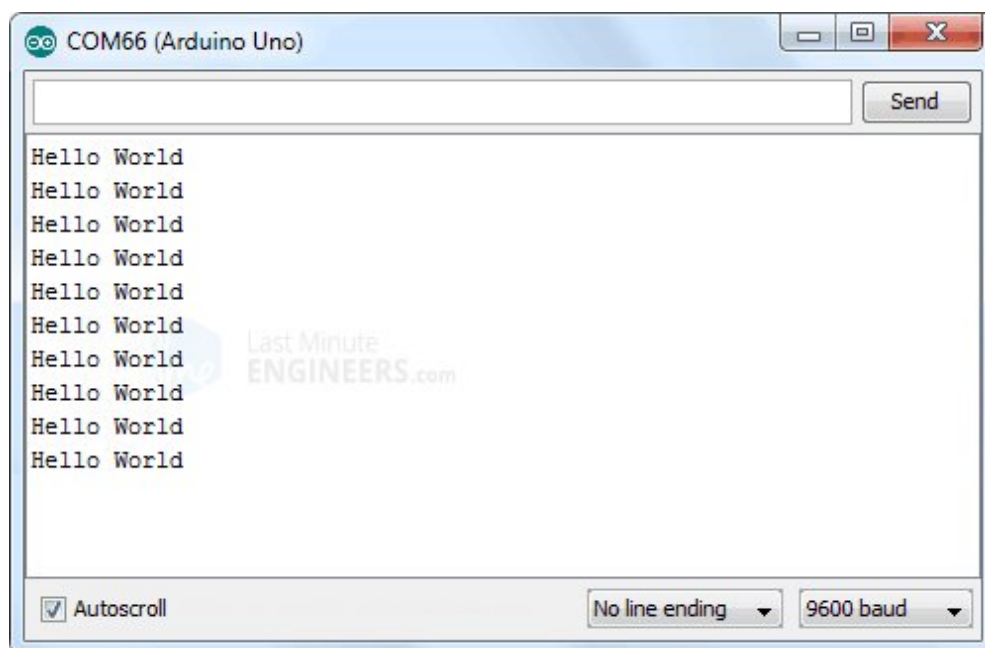 COM66 (Arduino Uno)
Send
Hello World
Hello World
Hello World
Hello World
Hello World
Hello World
Hello World
Hello World
Hello World
Hello World
Last Minute
ENGINEERS.com
Autoscroll
No line ending
9600 baud